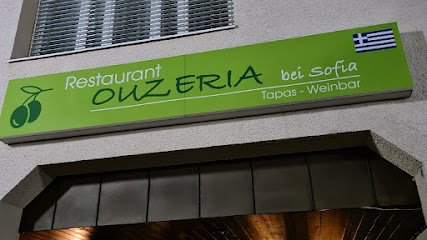 Restaurant
OUZERIA bei Sofia
Tapas - Weinbar